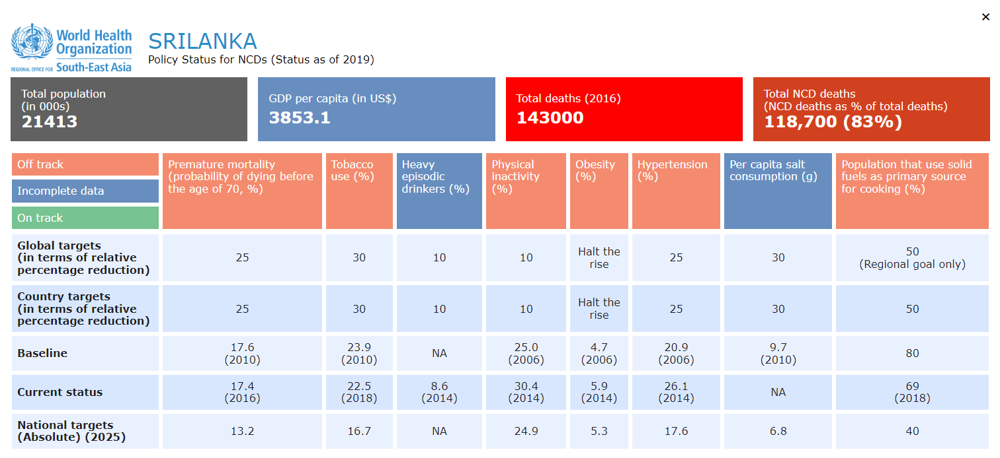 ×
World Health
Organization
REGIONAL OFFICE FOR South-East Asia
SRILANKA
Policy Status for NCDs (Status as of 2019)
Total population
(in 000s)
21413
GDP per capita (in US$)
3853.1
Total deaths (2016)
143000
Total NCD deaths
(NCD deaths as % of total deaths)
118,700 (83%)
Off track
Incomplete data
On track
Premature mortality
(probability of dying before
the age of 70, %)
Tobacco
use (%)
Heavy
episodic
drinkers (%)
Physical
inactivity
(%)
Obesity
(%)
Hypertension
(%)
Per capita salt
consumption (g)
Population that use solid
fuels as primary source
for cooking (%)
Global targets
(in terms of relative
percentage reduction)
25
30
10
10
Halt the
rise
25
30
50
(Regional goal only)
Country targets
(in terms of relative
percentage reduction)
25
30
10
10
Halt the
rise
25
30
50
Baseline
17.6
(2010)
23.9
(2010)
NA
25.0
(2006)
4.7
(2006)
20.9
(2006)
9.7
(2010)
80
Current status
17.4
(2016)
22.5
(2018)
8.6
(2014)
30.4
(2014)
5.9
(2014)
26.1
(2014)
NA
69
(2018)
National targets
(Absolute) (2025)
13.2
16.7
NA
24.9
5.3
17.6
6.8
40